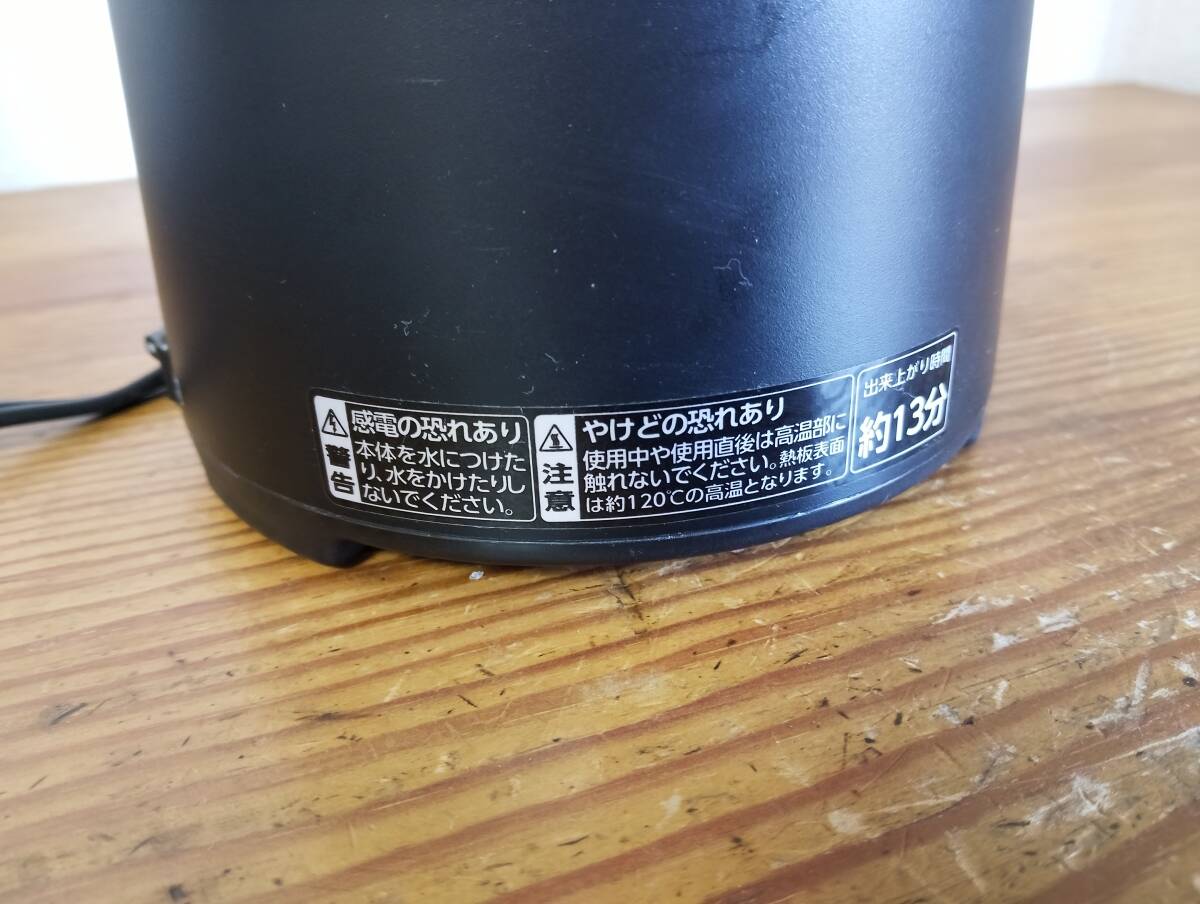 警告
感電の恐れあり
本体を水につけた
り、水をかけたりし
ないでください。
注意
やけどの恐れあり
使用中や使用直後は高温部に
触れないでください。熱板表面
は約120℃の高温となります。
出来上がり時間
約13分